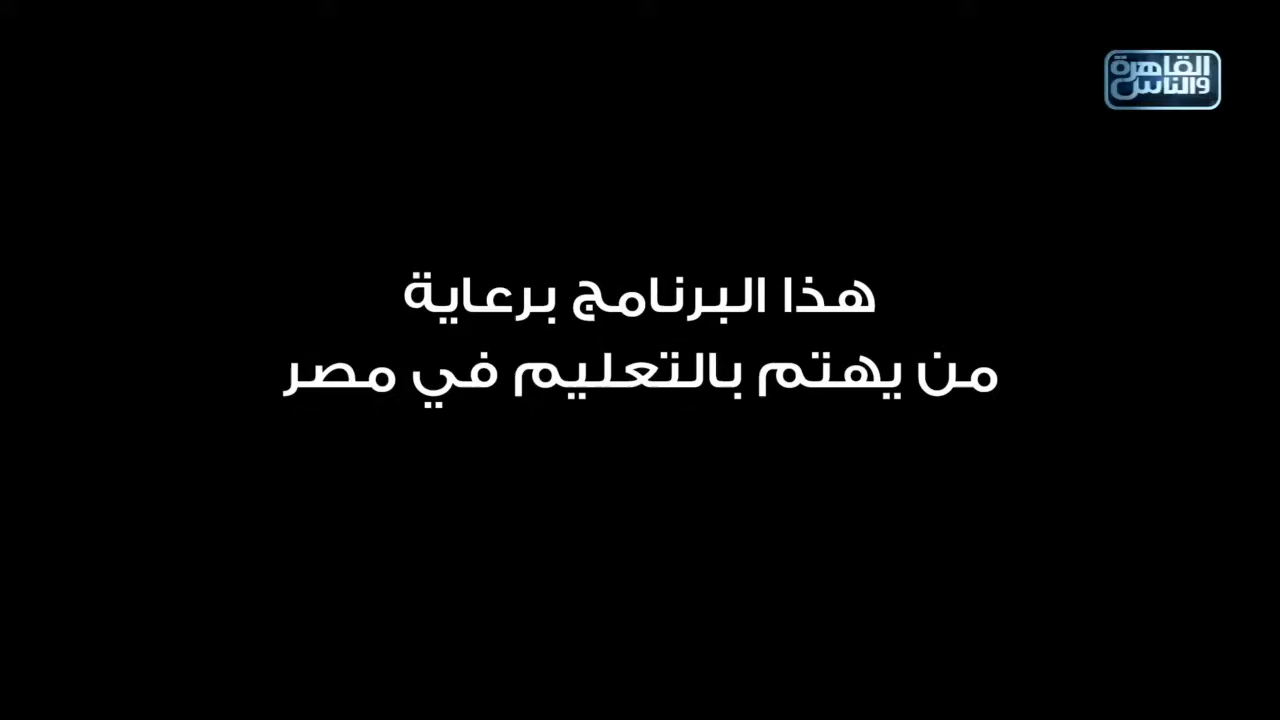 القاهرة
والناس
هذا البرنامج برعاية
من يهتم بالتعليم في مصر